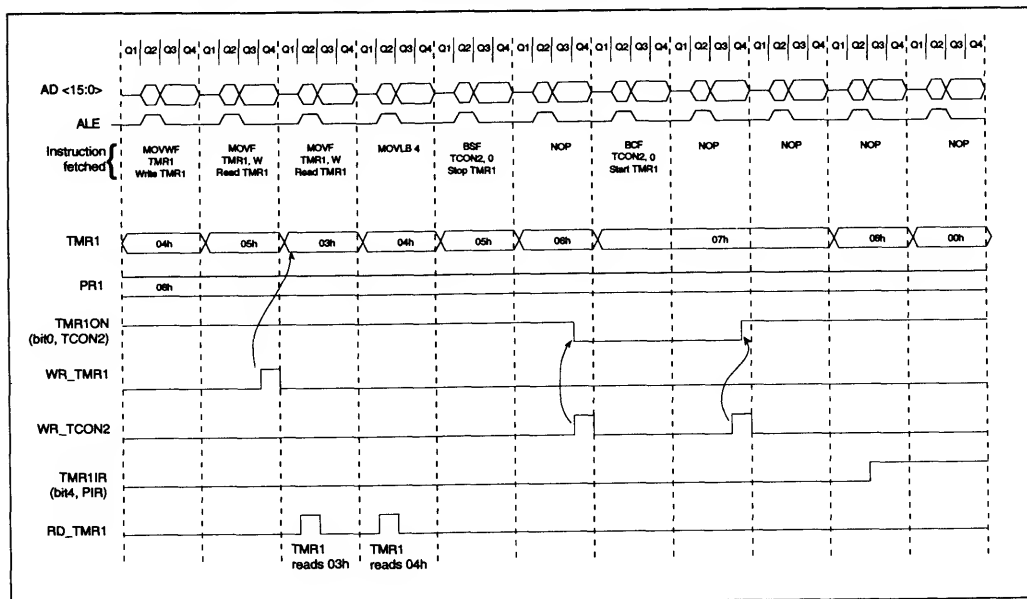 Q1 Q2 Q3 Q4 Q1 Q2 Q3 Q4 Q1 Q2 Q3 Q4 Q1 Q2 Q3 Q4 Q1 Q2 Q3 Q4 Q1 Q2 Q3 Q4 Q1 Q2 Q3 Q4 Q1 Q2 Q3 Q4 Q1 Q2 Q3 Q4 Q1 Q2 Q3 Q4 Q1 Q2 Q3 Q4
AD <15:0>
ALE
Instruction
fetched
MOVWF
TMR1
Write TMR1
MOVF
TMR1, W
Read TMR1
MOVF
TMR1, W
Read TMR1
MOVLB 4
BSF
TCON2, 0
Stop TMR1
NOP
BCF
TCON2, 0
Start TMR1
NOP
NOP
NOP
NOP
TMR1
04h 05h 03h 04h 05h 06h 07h 08h 00h
PR1
08h
TMR1ON
(bit0, TCON2)
WR_TMR1
WR_TCON2
TMR1IR
(bit4, PIR)
RD_TMR1
TMR1
reads 03h
TMR1
reads 04h